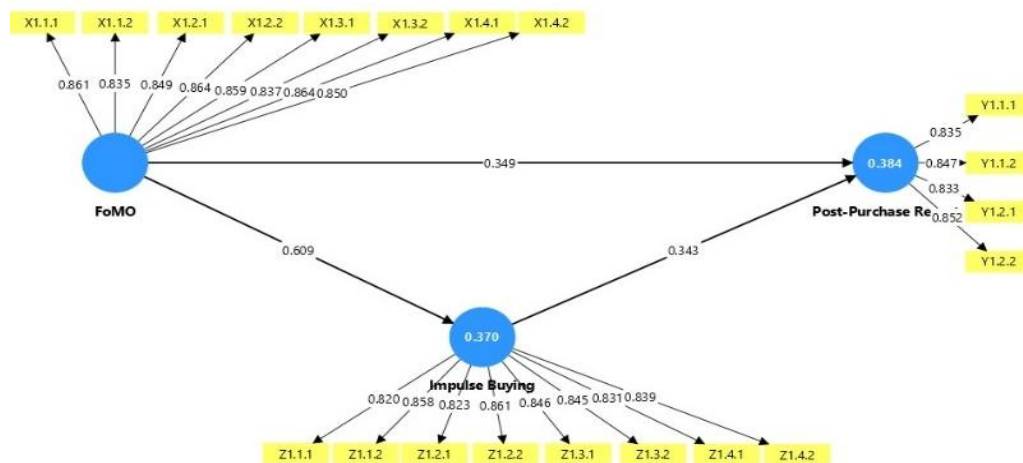 X1.1.1 X1.1.2 X1.2.1 X1.2.2 X1.3.1 X1.3.2 X1.4.1 X1.4.2
0.861 0.835 0.849 0.864 0.859 0.837 0.864 0.850
Y1.1.1
0.835
0.349 0.384 0.847 Y1.1.2
0.833
FoMO Post-Purchase Re Y1.2.1
0.852
0.609 0.343 Y1.2.2
0.370
Impulse Buying
0.820 0.858 0.823 0.861 0.846 0.845 0.831 0.839
Z1.1.1 Z1.1.2 Z1.2.1 Z1.2.2 Z1.3.1 Z1.3.2 Z1.4.1 Z1.4.2